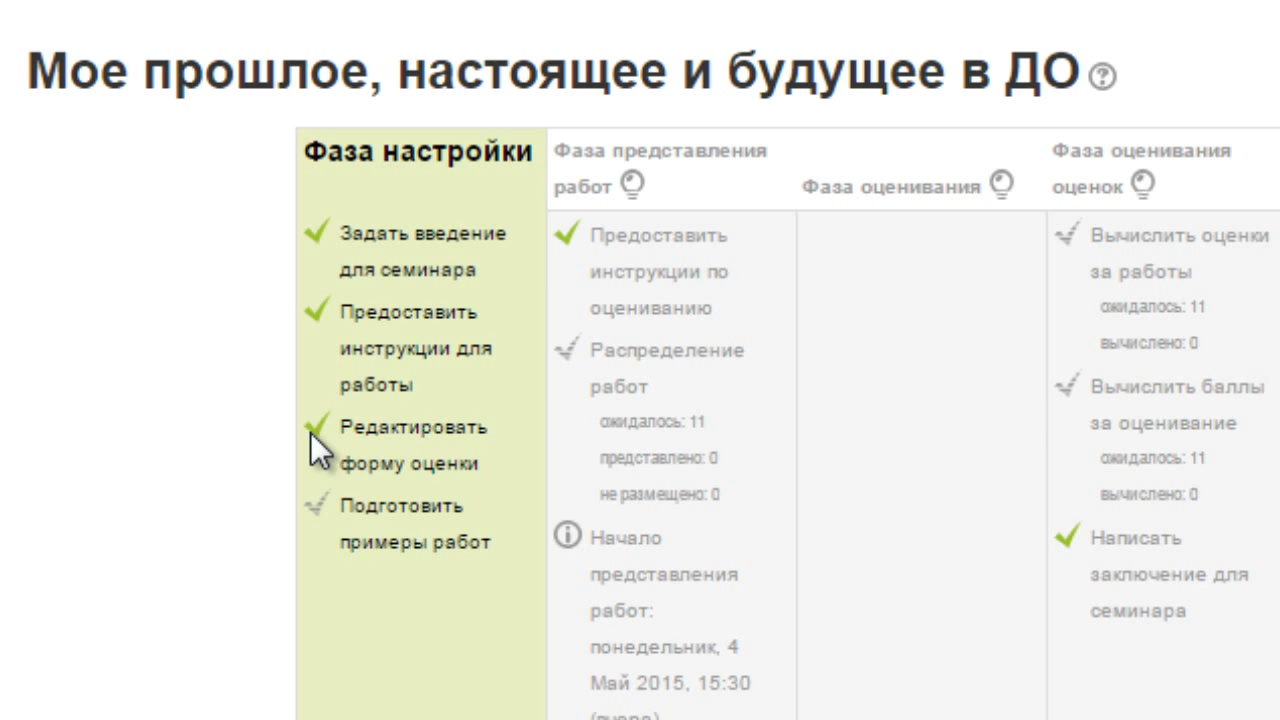 Мое прошлое, настоящее и будущее в ДО
Фаза настройки
Задать введение
для семинара
Предоставить
инструкции для
работы
Редактировать
форму оценки
Подготовить
примеры работ
Фаза представления
работ
Предоставить
инструкции по
оцениванию
Распределение
работ
ожидалось: 11
представлено: 0
не размещено: 0
Начало
представления
работ:
понедельник, 4
Май 2015, 15:30
Фаза оценивания
Фаза оценивания
оценок
Вычислить оценки
за работы
ожидалось: 11
вычислено: 0
Вычислить баллы
за оценивание
ожидалось: 11
вычислено: 0
Написать
заключение для
семинара